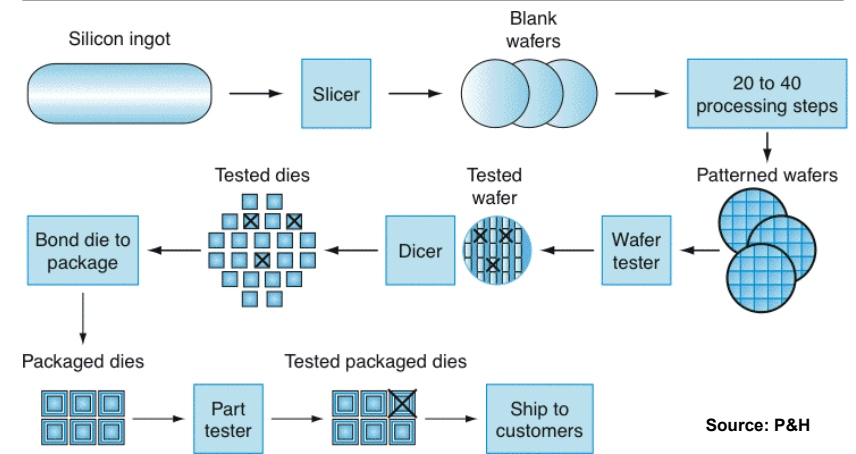 Silicon ingot
Slicer
Blank
wafers
20 to 40
processing steps
Patterned wafers
Wafer
tester
Tested
wafer
Dicer
Tested dies
Bond die to
package
Packaged dies
Part
tester
Tested packaged dies
Ship to
customers
Source: P&H